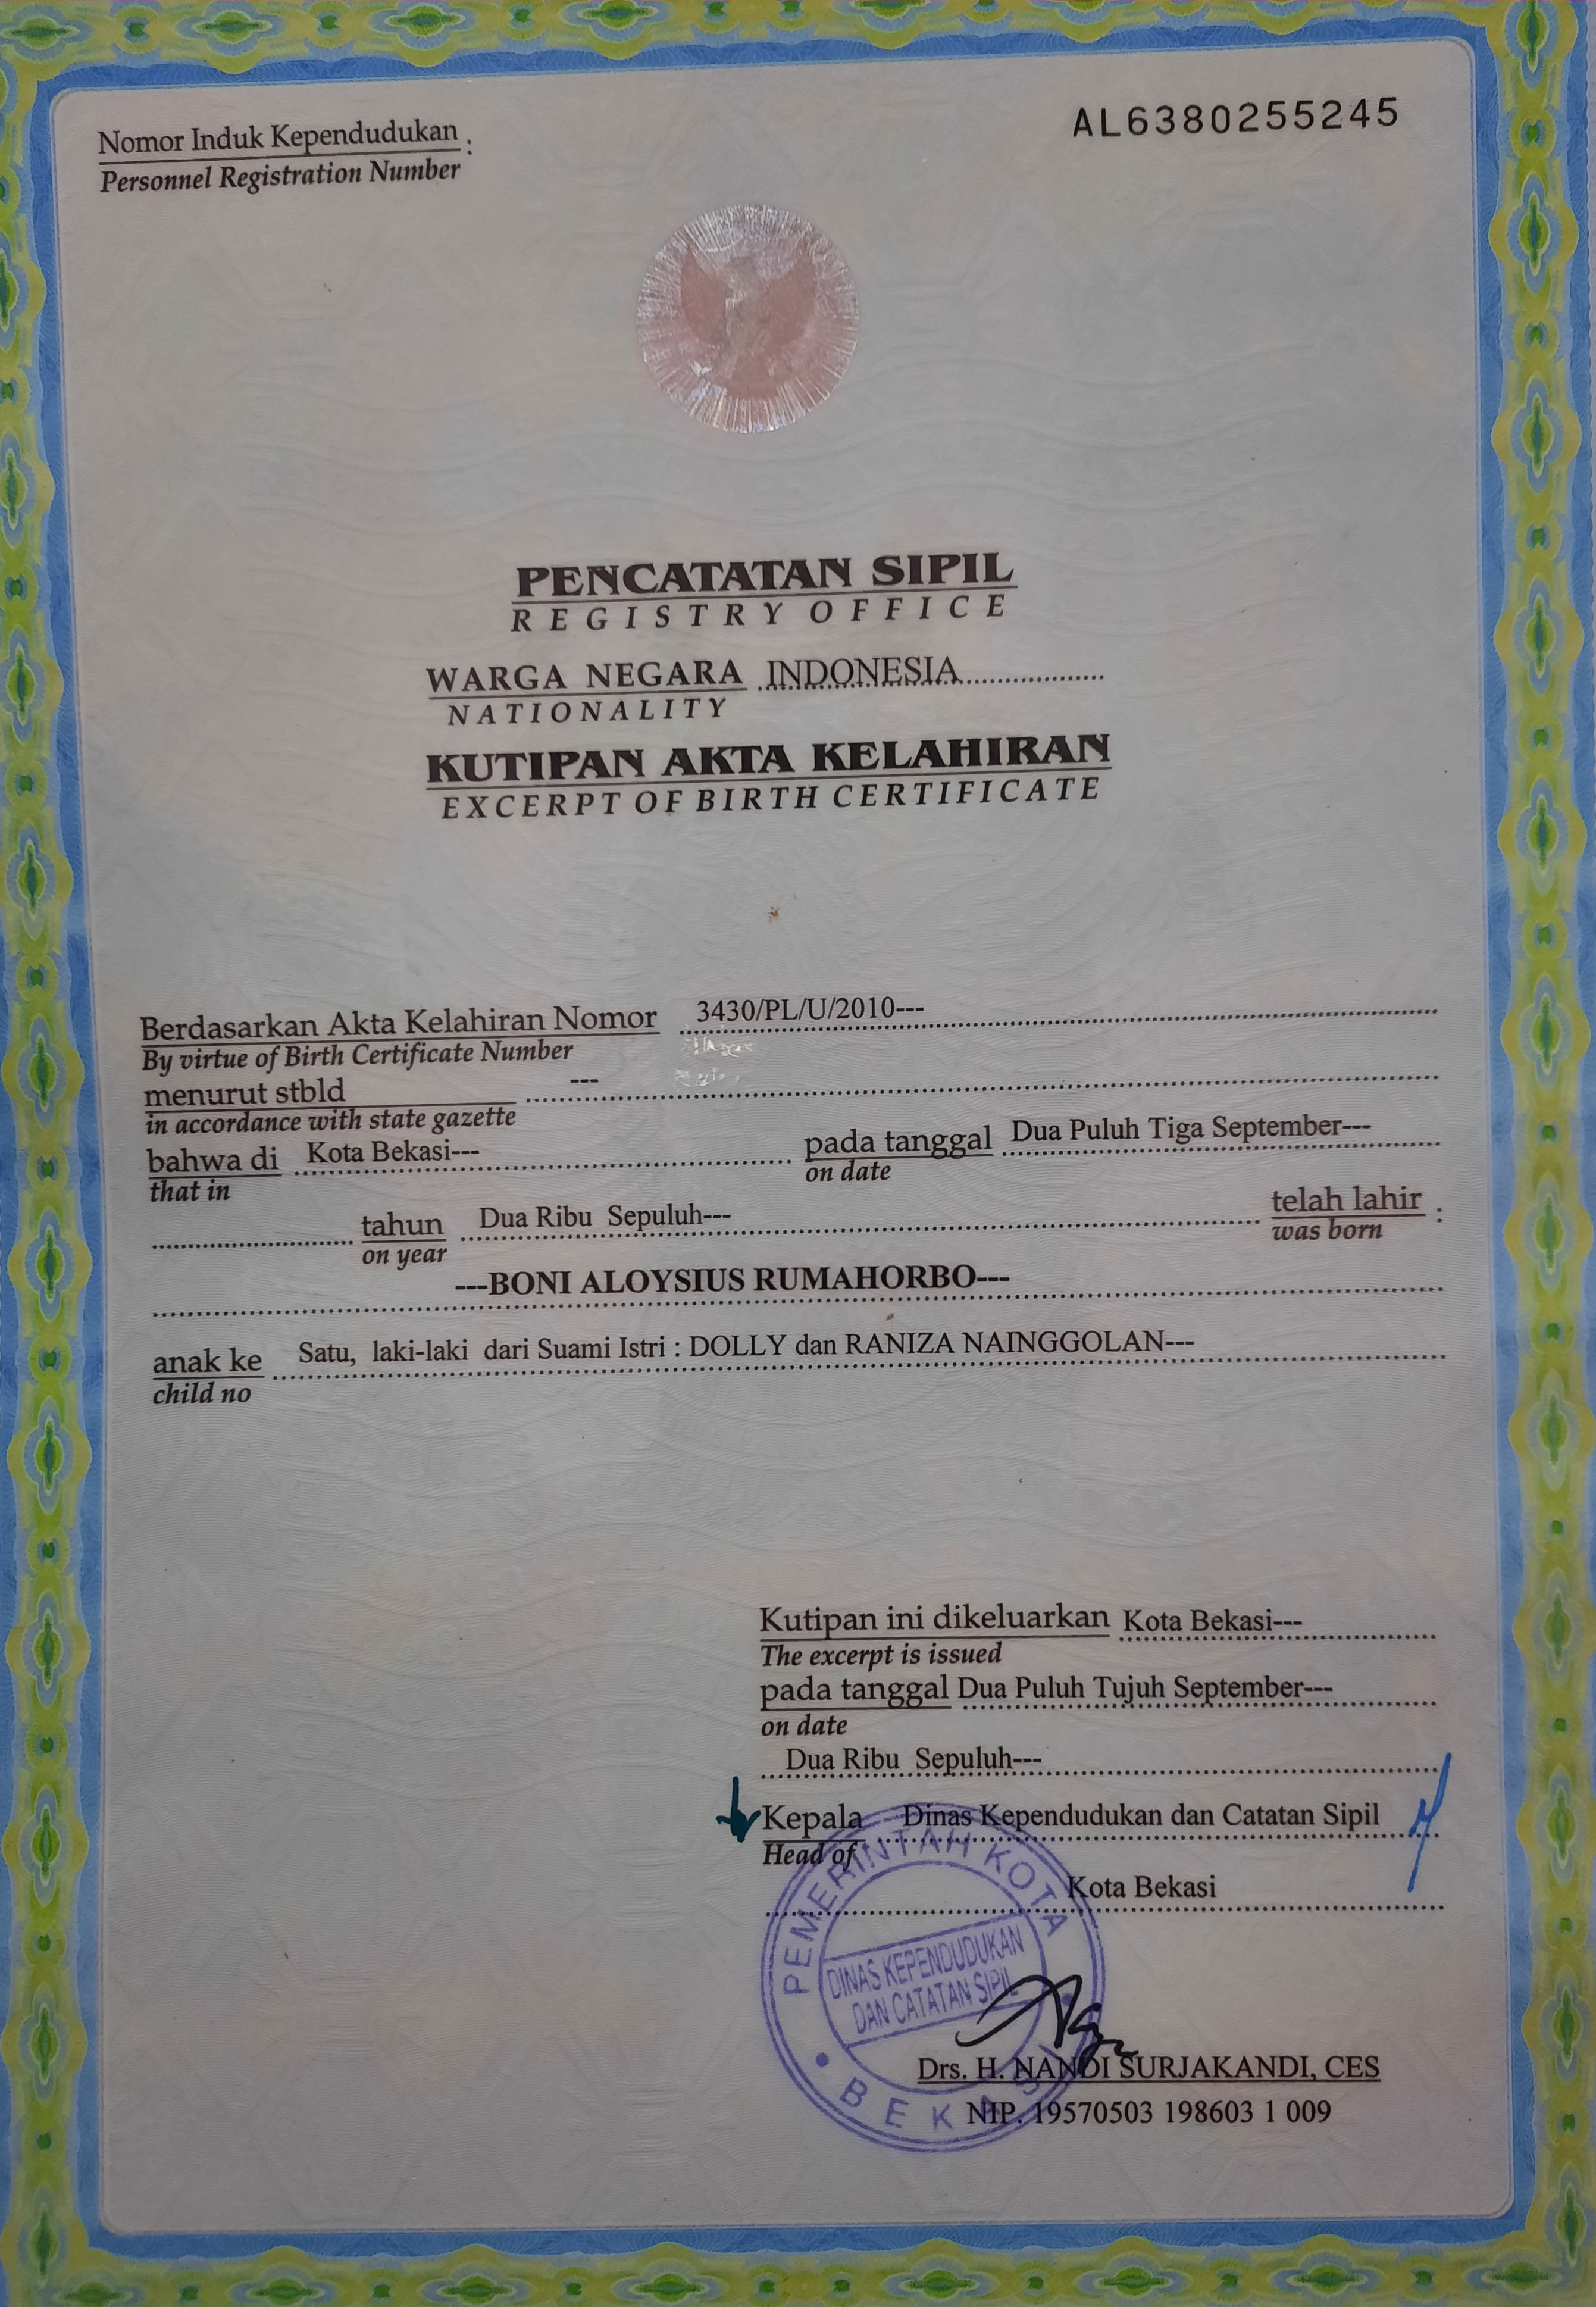 Nomor Induk Kependudukan :
Personnel Registration Number
AL6380255245
PENCATATAN SIPIL
REGISTRY OFFICE
WARGA NEGARA INDONESIA
NATIONALITY
KUTIPAN AKTA KELAHIRAN
EXCERPT OF BIRTH CERTIFICATE
Berdasarkan Akta Kelahiran Nomor 3430/PL/U/2010---
By virtue of Birth Certificate Number
menurut stbld ---
in accordance with state gazette
bahwa di Kota Bekasi--- pada tanggal Dua Puluh Tiga September---
that in on date
tahun Dua Ribu Sepuluh--- telah lahir :
on year was born
---BONI ALOYSIUS RUMAHORBO---
anak ke Satu, laki-laki dari Suami Istri : DOLLY dan RANIZA NAINGGOLAN---
child no
Kutipan ini dikeluarkan Kota Bekasi---
The excerpt is issued
pada tanggal Dua Puluh Tujuh September---
on date
Dua Ribu Sepuluh---
Kepala Dinas Kependudukan dan Catatan Sipil
Head of
Kota Bekasi
PEMERINTAH KOTA
DINAS KEPENDUDUKAN
DAN CATATAN SIPIL
BEKASI
Drs. H. NANDI SURJAKANDI, CES
NIP. 19570503 198603 1 009